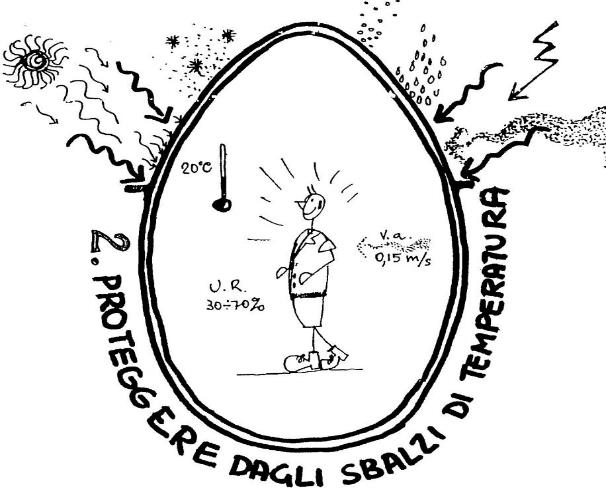 20°C
v.a.
0,15 m/s
U.R.
30÷70%
2. PROTEGGERE DAGLI SBALZI DI TEMPERATURA